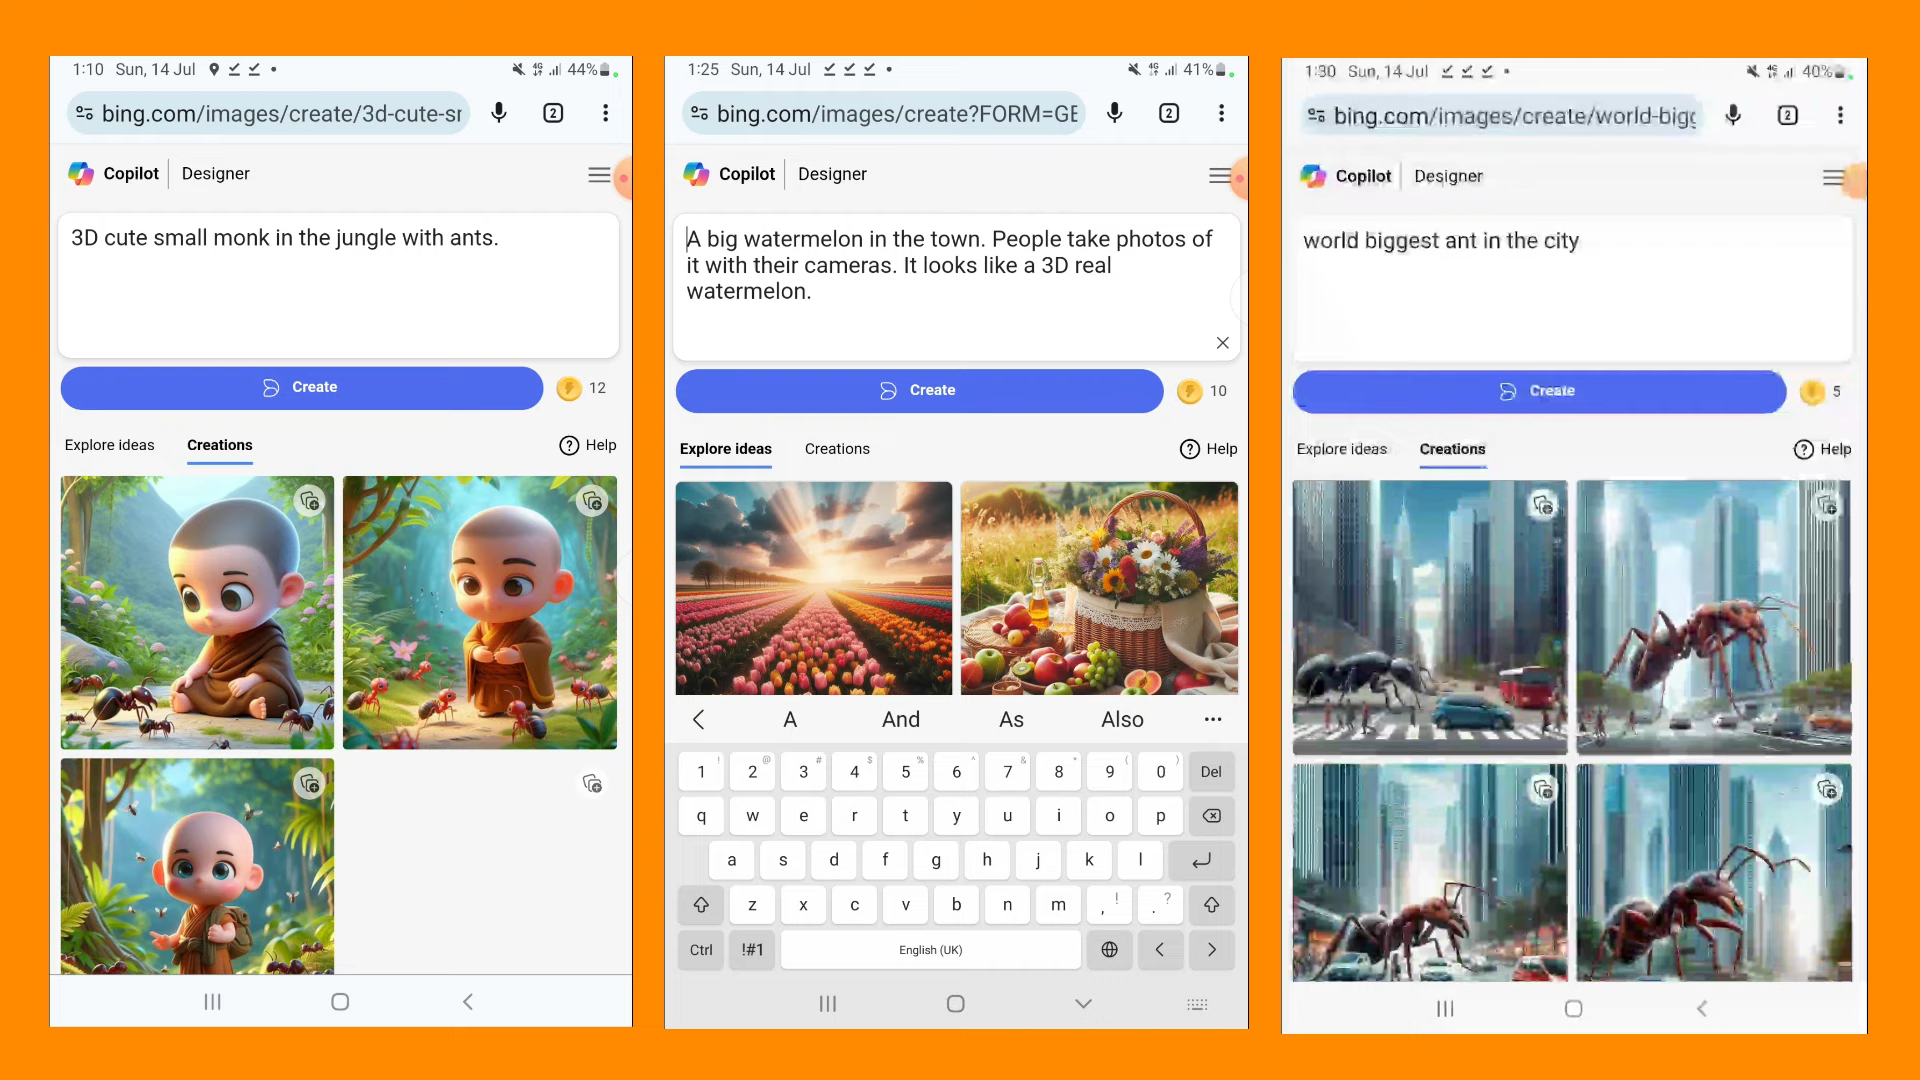 1:10 Sun, 14 Jul
4G 44%
bing.com/images/create/3d-cute-sr
2
Copilot | Designer
3D cute small monk in the jungle with ants.
Create
12
Explore ideas
Creations
Help
1:25 Sun, 14 Jul
4G 41%
bing.com/images/create?FORM=GE
2
Copilot | Designer
A big watermelon in the town. People take photos of
it with their cameras. It looks like a 3D real
watermelon.
Create
10
Explore ideas
Creations
Help
A And As Also
1 ! 2 @ 3 # 4 $ 5 % 6 ^ 7 & 8 * 9 ( 0 ) Del
q w e r t y u i o p
a s d f g h j k l
z x c v b n m , ! . ?
Ctrl !#1 English (UK)
1:30 Sun, 14 Jul
4G 40%
bing.com/images/create/world-bigg
2
Copilot | Designer
world biggest ant in the city
Create
5
Explore ideas
Creations
Help